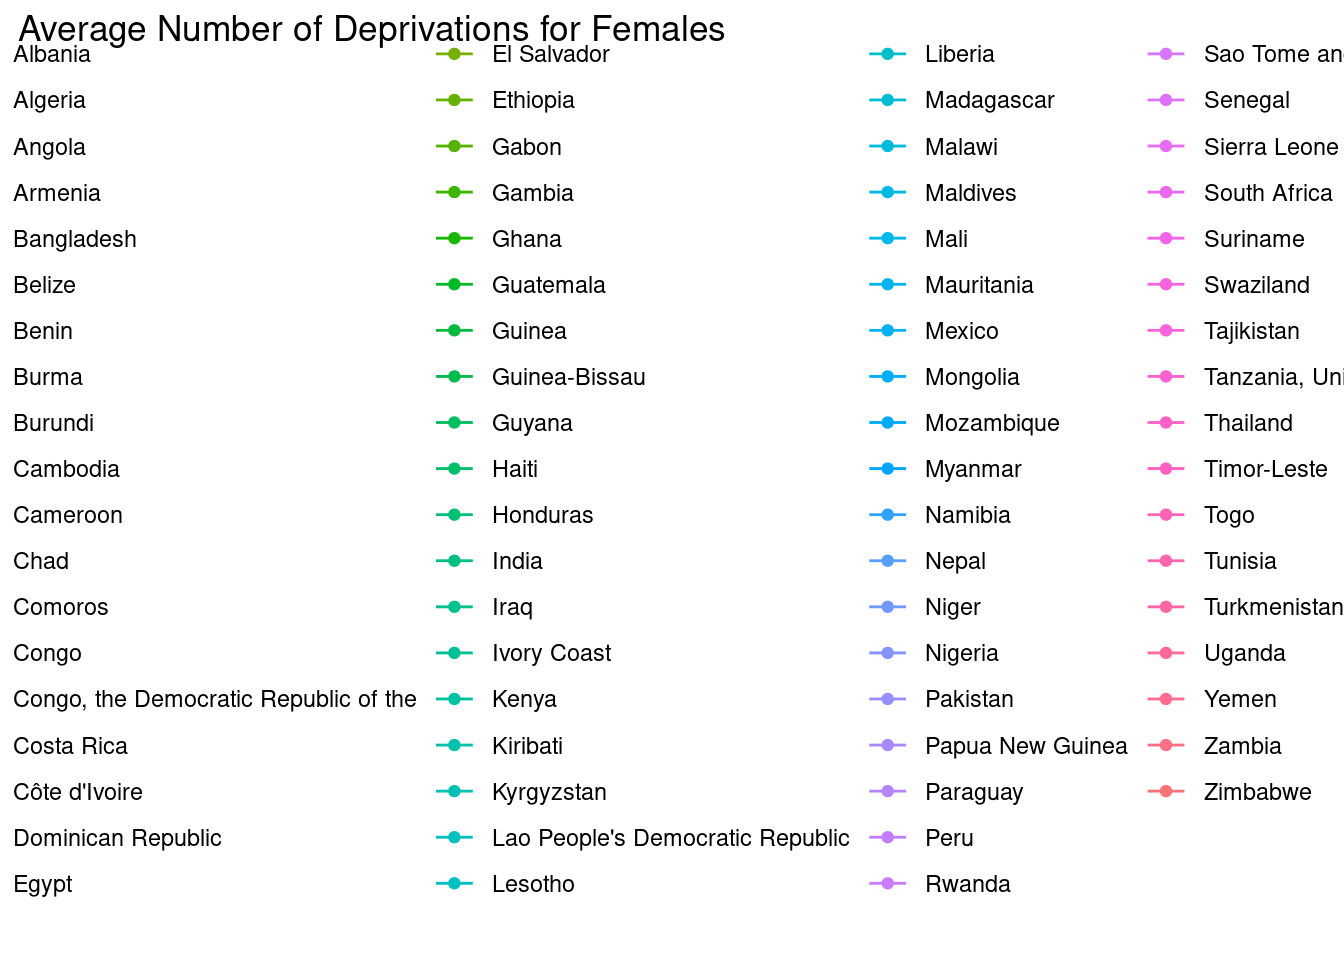 Average Number of Deprivations for Females
Albania
Algeria
Angola
Armenia
Bangladesh
Belize
Benin
Burma
Burundi
Cambodia
Cameroon
Chad
Comoros
Congo
Congo, the Democratic Republic of the
Costa Rica
Côte d'Ivoire
Dominican Republic
Egypt
El Salvador
Ethiopia
Gabon
Gambia
Ghana
Guatemala
Guinea
Guinea-Bissau
Guyana
Haiti
Honduras
India
Iraq
Ivory Coast
Kenya
Kiribati
Kyrgyzstan
Lao People's Democratic Republic
Lesotho
Liberia
Madagascar
Malawi
Maldives
Mali
Mauritania
Mexico
Mongolia
Mozambique
Myanmar
Namibia
Nepal
Niger
Nigeria
Pakistan
Papua New Guinea
Paraguay
Peru
Rwanda
Sao Tome
Senegal
Sierra Leone
South Africa
Suriname
Swaziland
Tajikistan
Tanzania,
Thailand
Timor-Leste
Togo
Tunisia
Turkmenistan
Uganda
Yemen
Zambia
Zimbabwe